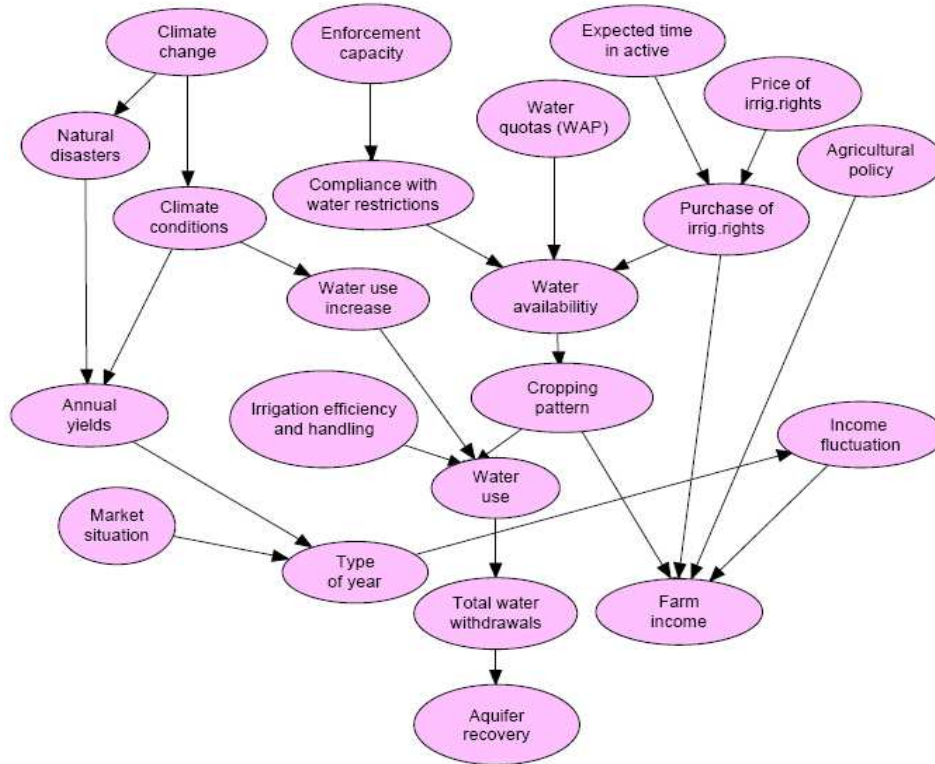 Climate
change
Enforcement
capacity
Expected time
in active
Price of
irrig.rights
Water
quotas (WAP)
Natural
disasters
Agricultural
policy
Compliance with
water restrictions
Climate
conditions
Purchase of
irrig.rights
Water use
increase
Water
availabilitiy
Cropping
pattern
Annual
yields
Irrigation efficiency
and handling
Income
fluctuation
Water
use
Market
situation
Type
of year
Total water
withdrawals
Farm
income
Aquifer
recovery